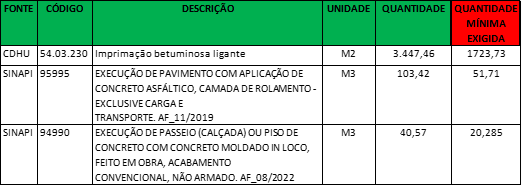 FONTE CÓDIGO DESCRIÇÃO UNIDADE QUANTIDADE QUANTIDADE
MÍNIMA
EXIGIDA
CDHU 54.03.230 Imprimação betuminosa ligante M2 3.447,46 1723,73
SINAPI 95995 EXECUÇÃO DE PAVIMENTO COM APLICAÇÃO DE M3 103,42 51,71
CONCRETO ASFÁLTICO, CAMADA DE ROLAMENTO -
EXCLUSIVE CARGA E
TRANSPORTE. AF_11/2019
SINAPI 94990 EXECUÇÃO DE PASSEIO (CALÇADA) OU PISO DE M3 40,57 20,285
CONCRETO COM CONCRETO MOLDADO IN LOCO,
FEITO EM OBRA, ACABAMENTO
CONVENCIONAL, NÃO ARMADO. AF_08/2022